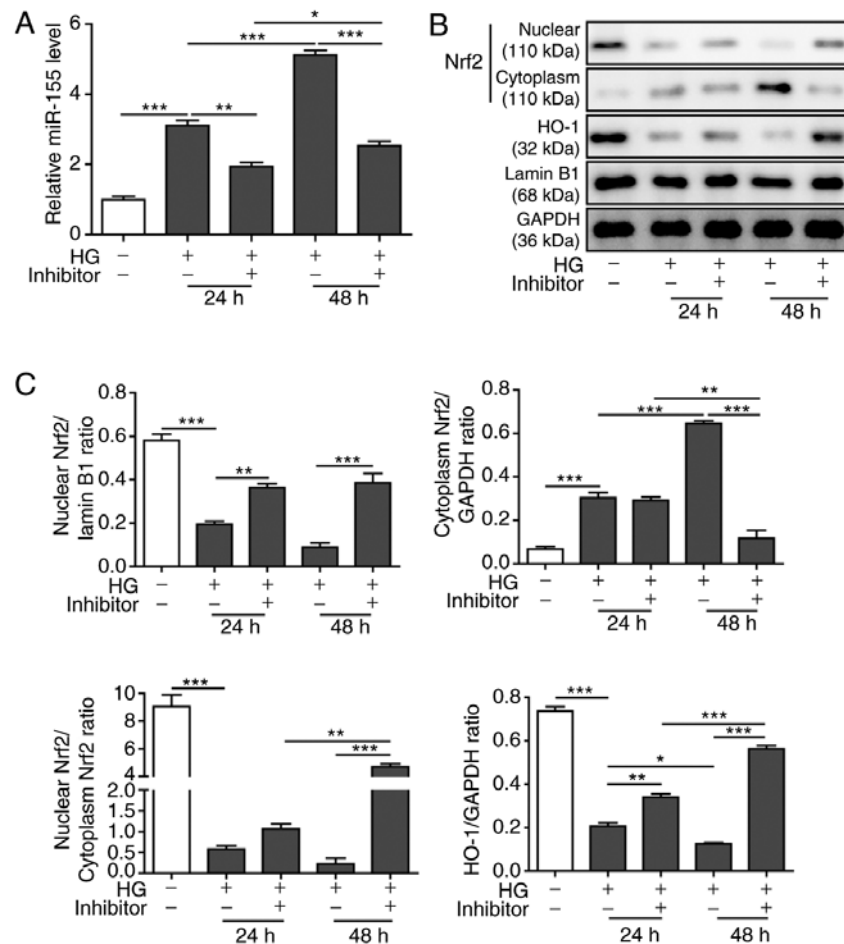 A
Relative miR-155 level
6
4
2
0
***
**
***
*
***
HG − + + + +
Inhibitor − − + − +
24 h 48 h
B
Nrf2
Nuclear
(110 kDa)
Cytoplasm
(110 kDa)
HO-1
(32 kDa)
Lamin B1
(68 kDa)
GAPDH
(36 kDa)
HG − + + + +
Inhibitor − − + − +
24 h 48 h
C
Nuclear Nrf2/
lamin B1 ratio
0.8
0.6
0.4
0.2
0.0
***
**
***
HG − + + + +
Inhibitor − − + − +
24 h 48 h
Cytoplasm Nrf2/
GAPDH ratio
0.8
0.6
0.4
0.2
0.0
***
***
**
***
HG − + + + +
Inhibitor − − + − +
24 h 48 h
Nuclear Nrf2/
Cytoplasm Nrf2 ratio
10
8
6
4
2.0
1.5
1.0
0.5
0.0
***
**
***
HG − + + + +
Inhibitor − − + − +
24 h 48 h
HO-1/GAPDH ratio
0.8
0.6
0.4
0.2
0.0
***
**
*
***
***
HG − + + + +
Inhibitor − − + − +
24 h 48 h